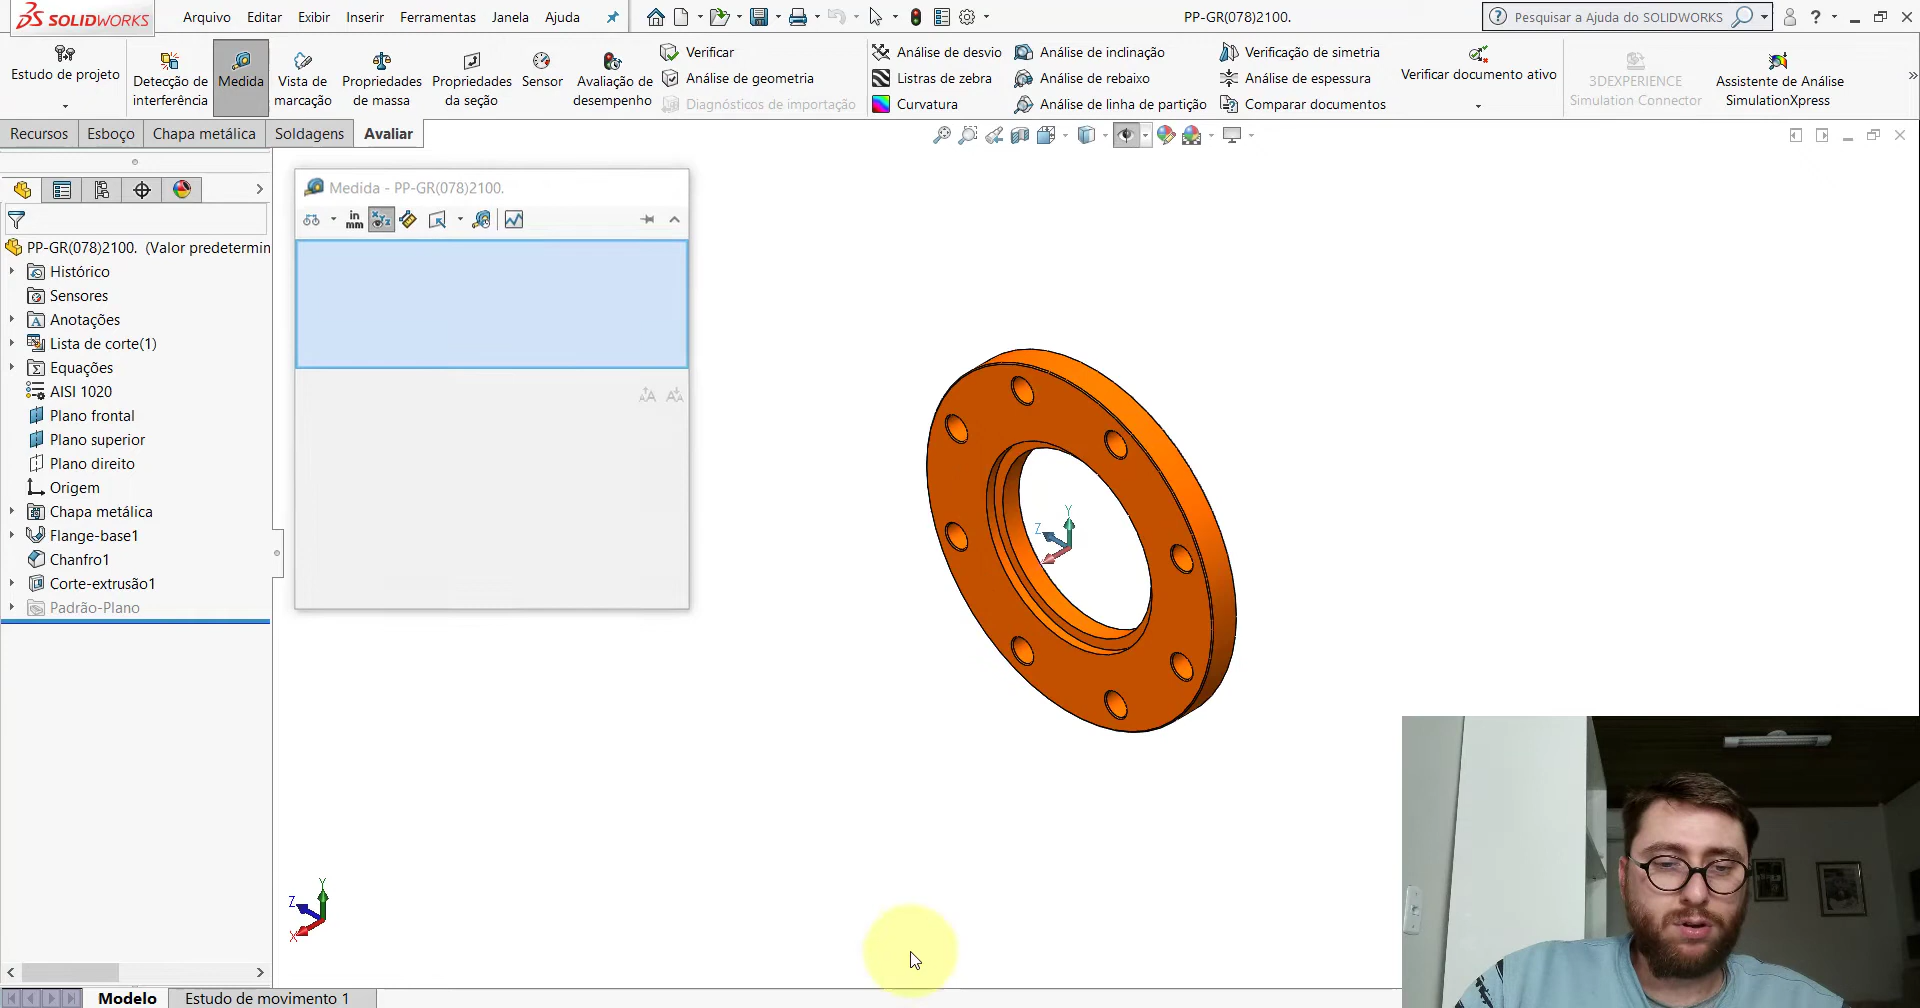 SOLIDWORKS
Arquivo Editar Exibir Inserir Ferramentas Janela Ajuda
PP-GR(078)2100.
Pesquisar a Ajuda do SOLIDWORKS
Estudo de projeto
Detecção de interferência
Medida
Vista de marcação
Propriedades de massa
Propriedades da seção
Sensor
Avaliação de desempenho
Verificar
Análise de geometria
Diagnósticos de importação
Análise de desvio
Listras de zebra
Curvatura
Análise de inclinação
Análise de rebaixo
Análise de linha de partição
Verificação de simetria
Análise de espessura
Comparar documentos
Verificar documento ativo
3DEXPERIENCE
Simulation Connector
Assistente de Análise
SimulationXpress
Recursos Esboço Chapa metálica Soldagens Avaliar
Medida - PP-GR(078)2100.
in
mm
PP-GR(078)2100. (Valor predetermin
Histórico
Sensores
Anotações
Lista de corte(1)
Equações
AISI 1020
Plano frontal
Plano superior
Plano direito
Origem
Chapa metálica
Flange-base1
Chanfro1
Corte-extrusão1
Padrão-Plano
Y
Z
Y
Z
X
Modelo Estudo de movimento 1